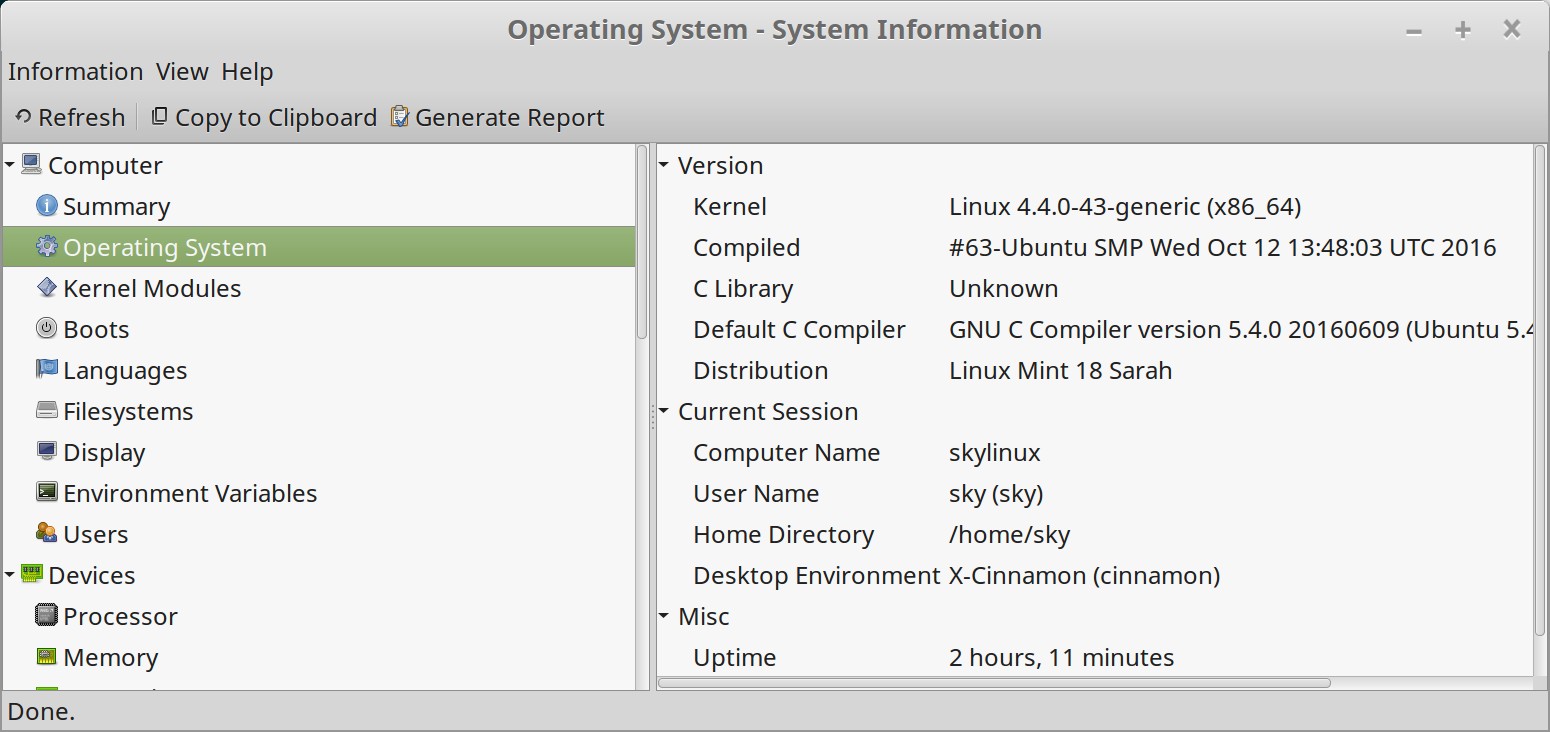 Operating System - System Information
Information View Help
Refresh Copy to Clipboard Generate Report
Computer
Summary
Operating System
Kernel Modules
Boots
Languages
Filesystems
Display
Environment Variables
Users
Devices
Processor
Memory
Version
Kernel Linux 4.4.0-43-generic (x86_64)
Compiled #63-Ubuntu SMP Wed Oct 12 13:48:03 UTC 2016
C Library Unknown
Default C Compiler GNU C Compiler version 5.4.0 20160609 (Ubuntu 5.4
Distribution Linux Mint 18 Sarah
Current Session
Computer Name skylinux
User Name sky (sky)
Home Directory /home/sky
Desktop Environment X-Cinnamon (cinnamon)
Misc
Uptime 2 hours, 11 minutes
Done.